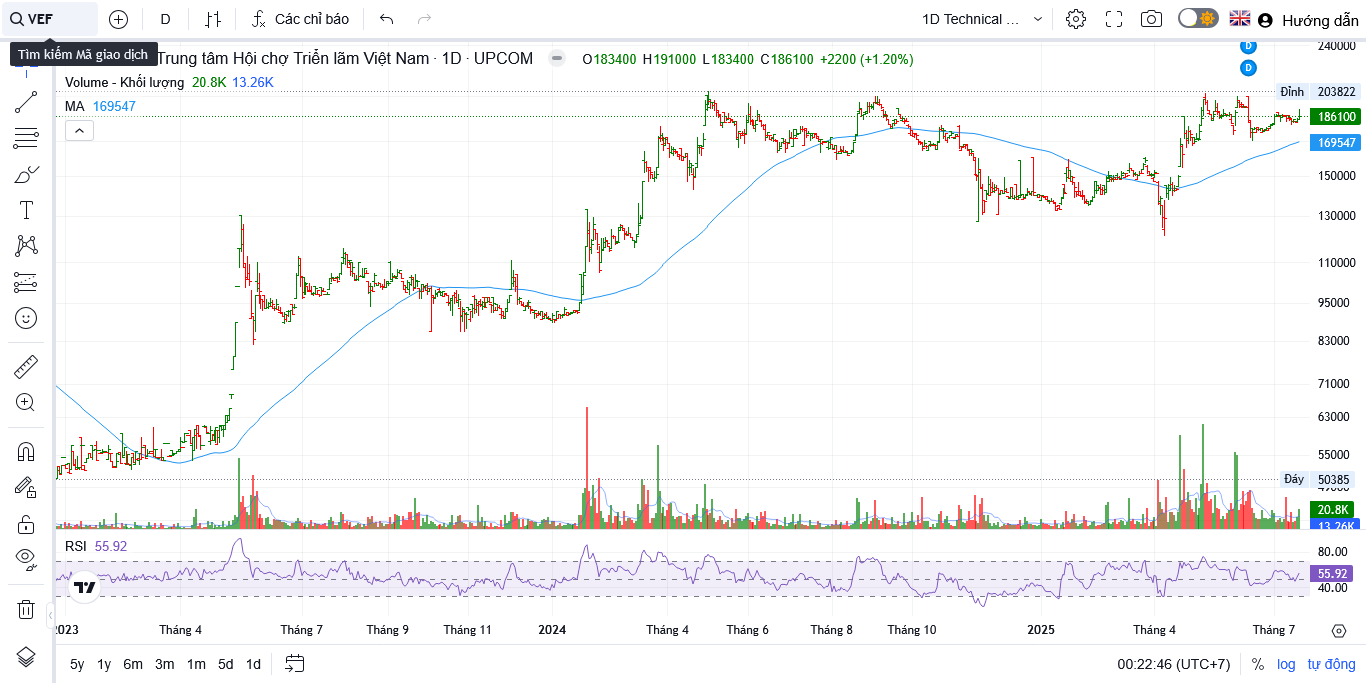 VEF
D
Các chỉ báo
1D Technical ...
Hướng dẫn
Tìm kiếm Mã giao dịch
Trung tâm Hội chợ Triển lãm Việt Nam · 1D · UPCOM
O183400 H191000 L183400 C186100 +2200 (+1.20%)
Volume - Khối lượng 20.8K 13.26K
MA 169547
D
D
240000
Đỉnh 203822
186100
169547
150000
130000
110000
95000
83000
71000
63000
55000
Đáy 50385
20.8K
13.26K
RSI 55.92
80.00
55.92
40.00
2023 Tháng 4 Tháng 7 Tháng 9 Tháng 11 2024 Tháng 4 Tháng 6 Tháng 8 Tháng 10 2025 Tháng 4 Tháng 7
5y 1y 6m 3m 1m 5d 1d
00:22:46 (UTC+7) % log tự động